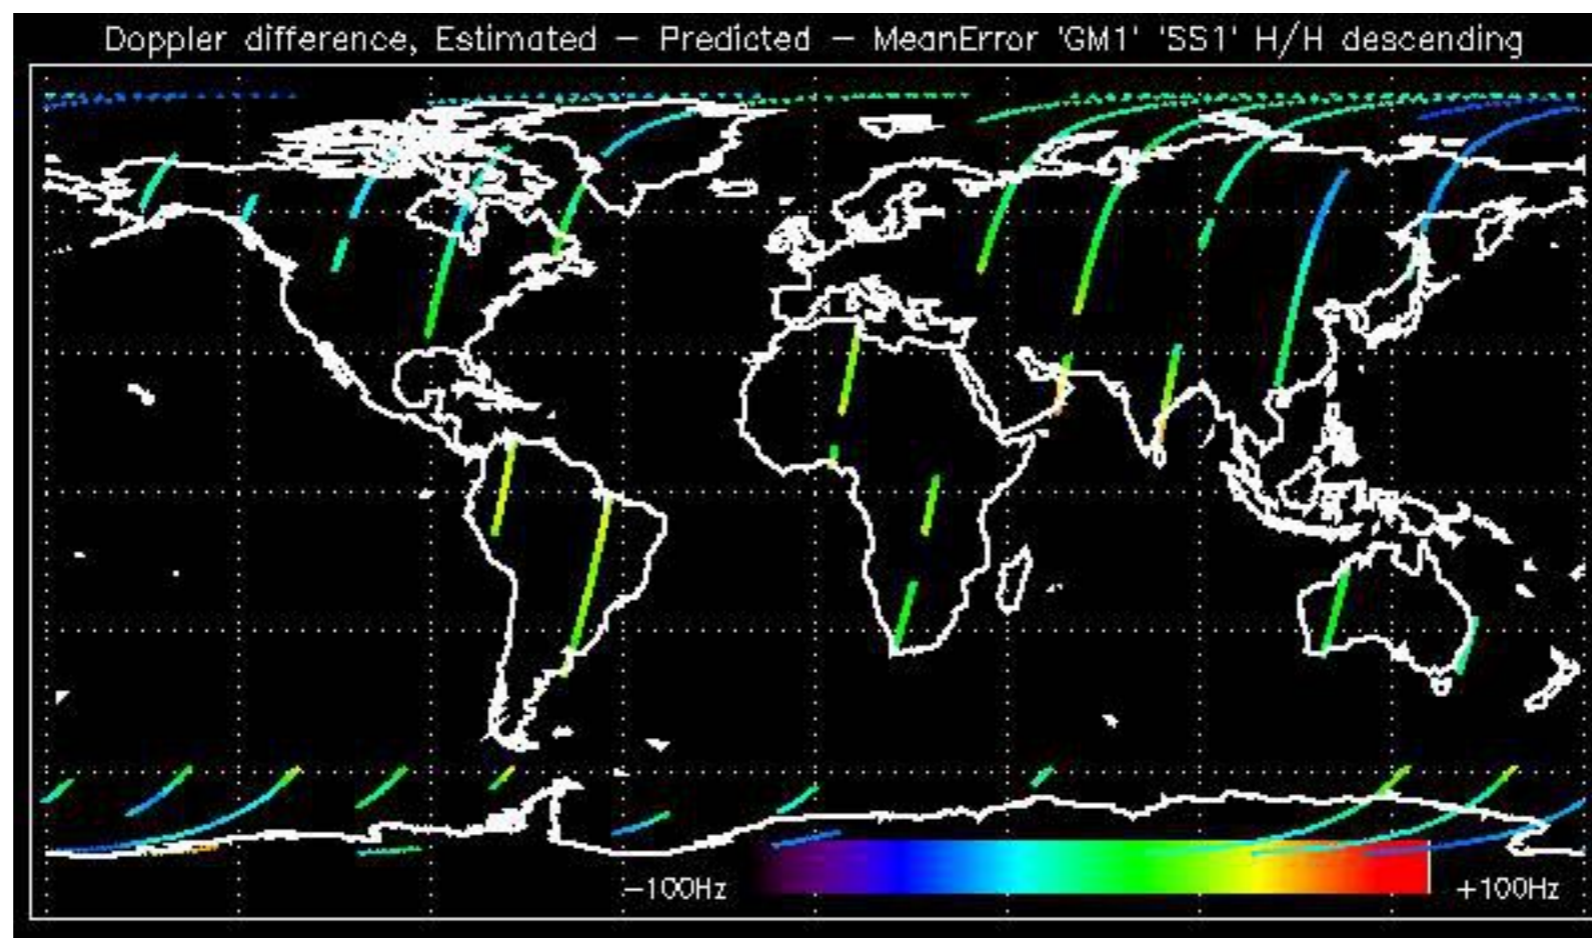 Doppler difference, Estimated – Predicted – MeanError 'GM1' 'SS1' H/H descending
–100Hz
+100Hz